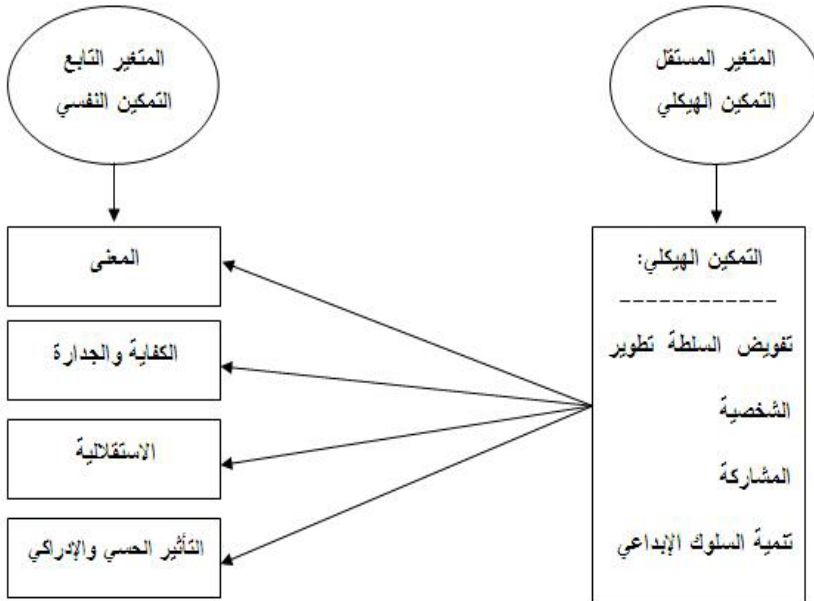 المتغير المستقل
التمكين الهيكلي
المتغير التابع
التمكين النفسي
التمكين الهيكلي:
------------
تفويض السلطة تطوير
الشخصية
المشاركة
تنمية السلوك الإبداعي
المعنى
الكفاية والجدارة
الاستقلالية
التأثير الحسي والإدراكي